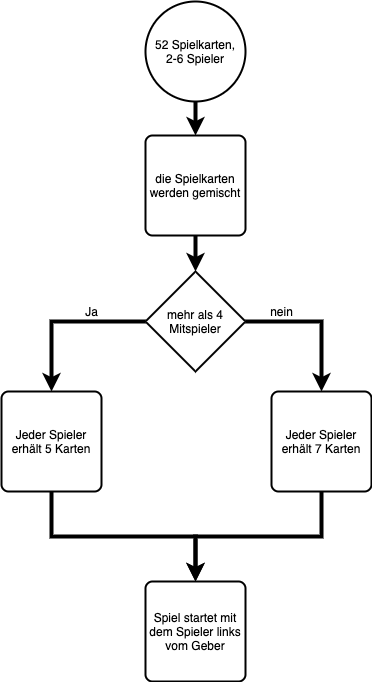 52 Spielkarten,
2-6 Spieler
die Spielkarten
werden gemischt
mehr als 4
Mitspieler
Ja
nein
Jeder Spieler
erhält 5 Karten
Jeder Spieler
erhält 7 Karten
Spiel startet mit
dem Spieler links
vom Geber